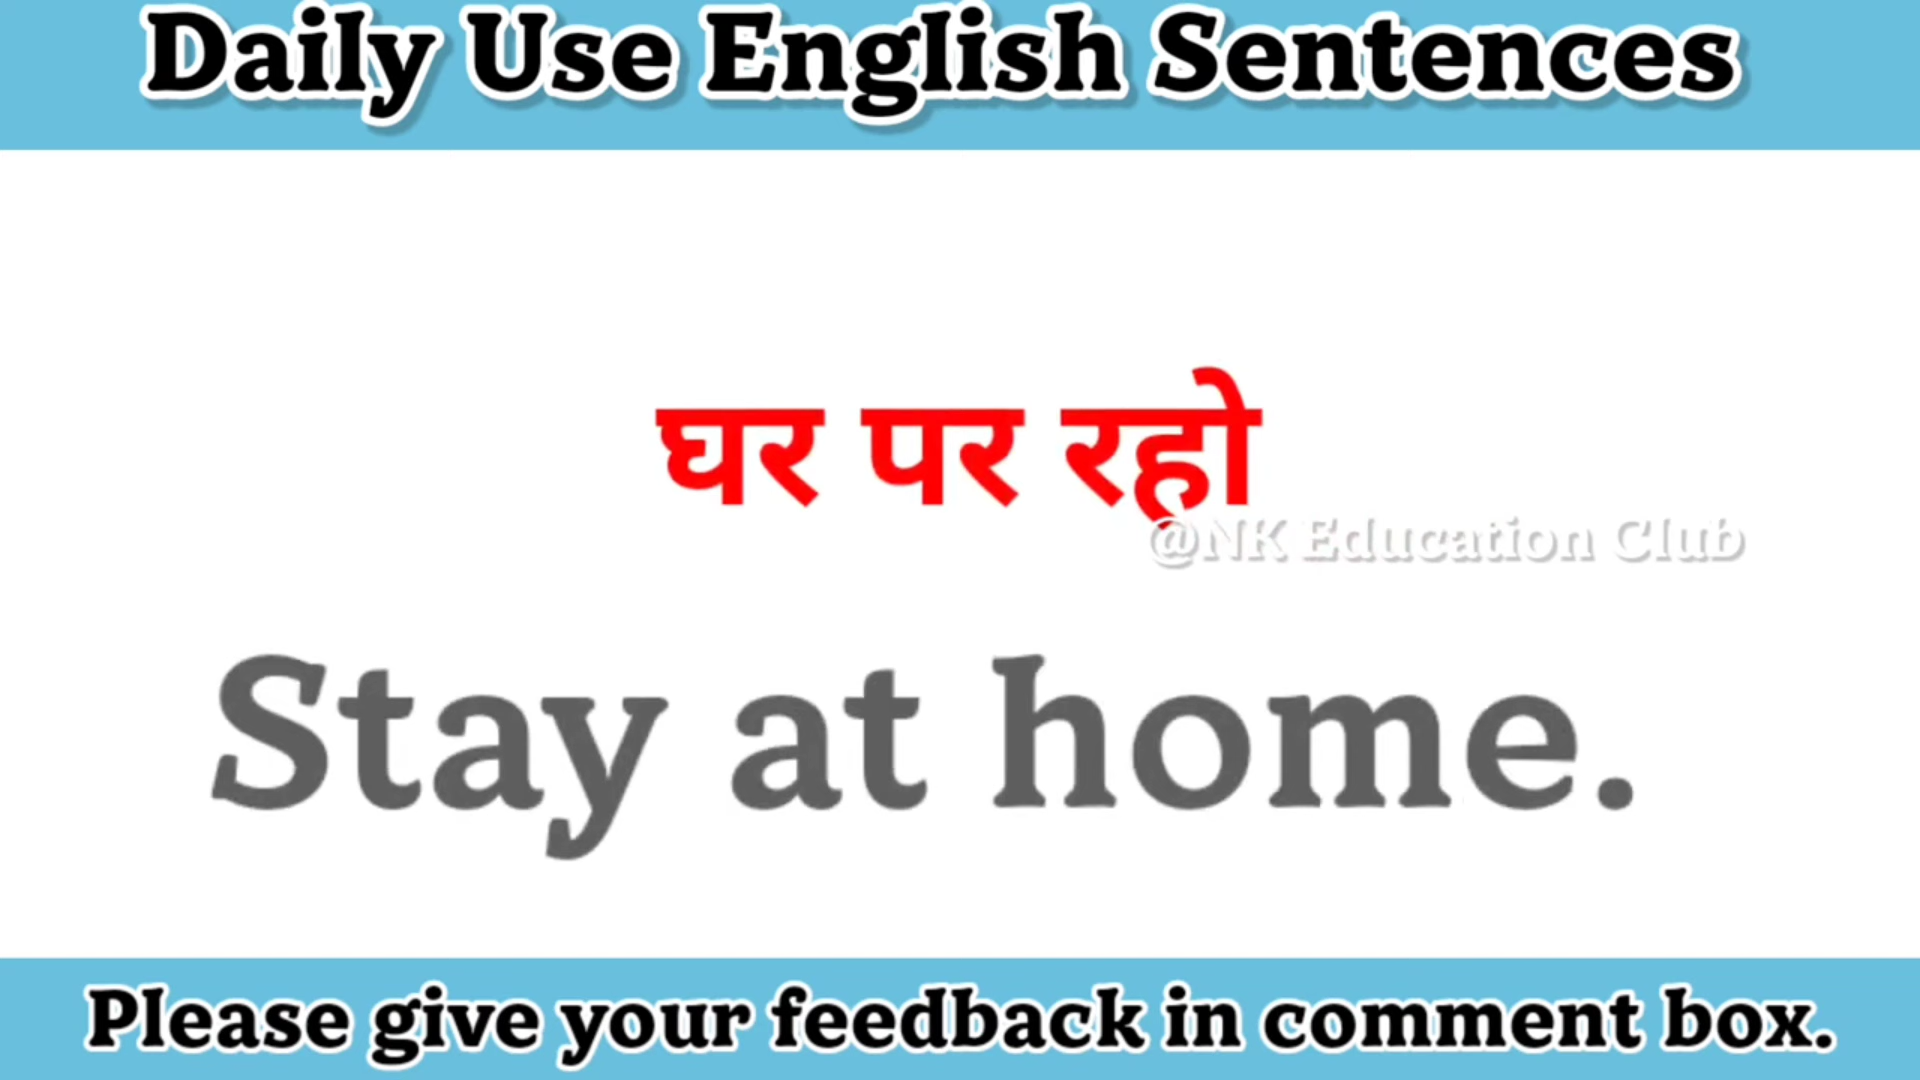 Daily Use English Sentences
घर पर रहो
@NK Education Club
Stay at home.
Please give your feedback in comment box.